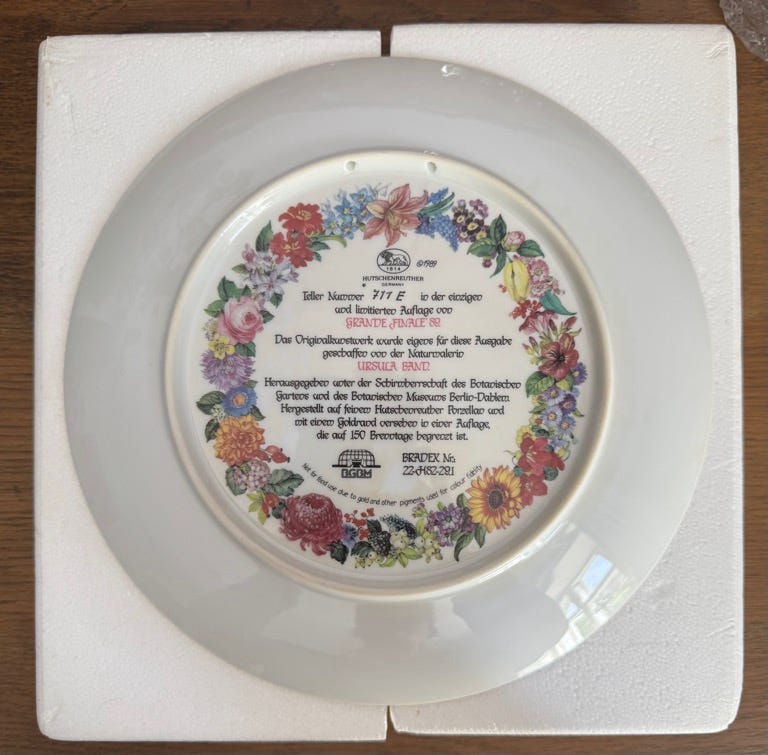 1814
©1989
HUTSCHENREUTHER
GERMANY
Teller Nummer 711 E in der einzigen
und limitierten Auflage von
GRANDE FINALE '89.
Das Originalkunstwerk wurde eigens für diese Ausgabe
geschaffen von der Naturmalerin
URSULA BAND.
Herausgegeben unter der Schirmherrschaft des Botanischen
Gartens und des Botanischen Museums Berlin-Dahlem.
Hergestellt auf feinem Hutschenreuther Porzellan und
mit einem Goldrand versehen in einer Auflage,
die auf 150 Brenntage begrenzt ist.
BGBM
BRADEX Nr.
22-H82-29.1
Not for food use due to gold and other pigments used for colour fidelity